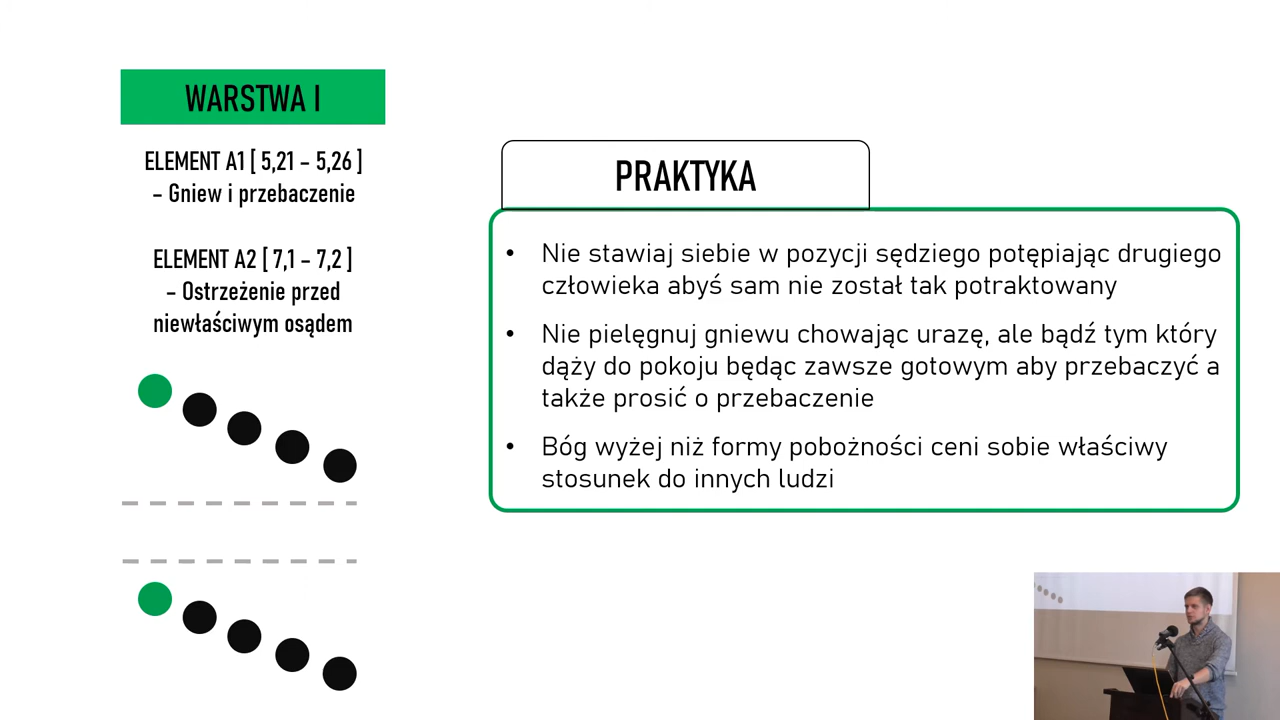 WARSTWA I
ELEMENT A1 [ 5,21 – 5,26 ]
– Gniew i przebaczenie
ELEMENT A2 [ 7,1 – 7,2 ]
– Ostrzeżenie przed
niewłaściwym osądem
PRAKTYKA
• Nie stawiaj siebie w pozycji sędziego potępiając drugiego
człowieka abyś sam nie został tak potraktowany
• Nie pielęgnuj gniewu chowając urazę, ale bądź tym który
dąży do pokoju będąc zawsze gotowym aby przebaczyć a
także prosić o przebaczenie
• Bóg wyżej niż formy pobożności ceni sobie właściwy
stosunek do innych ludzi